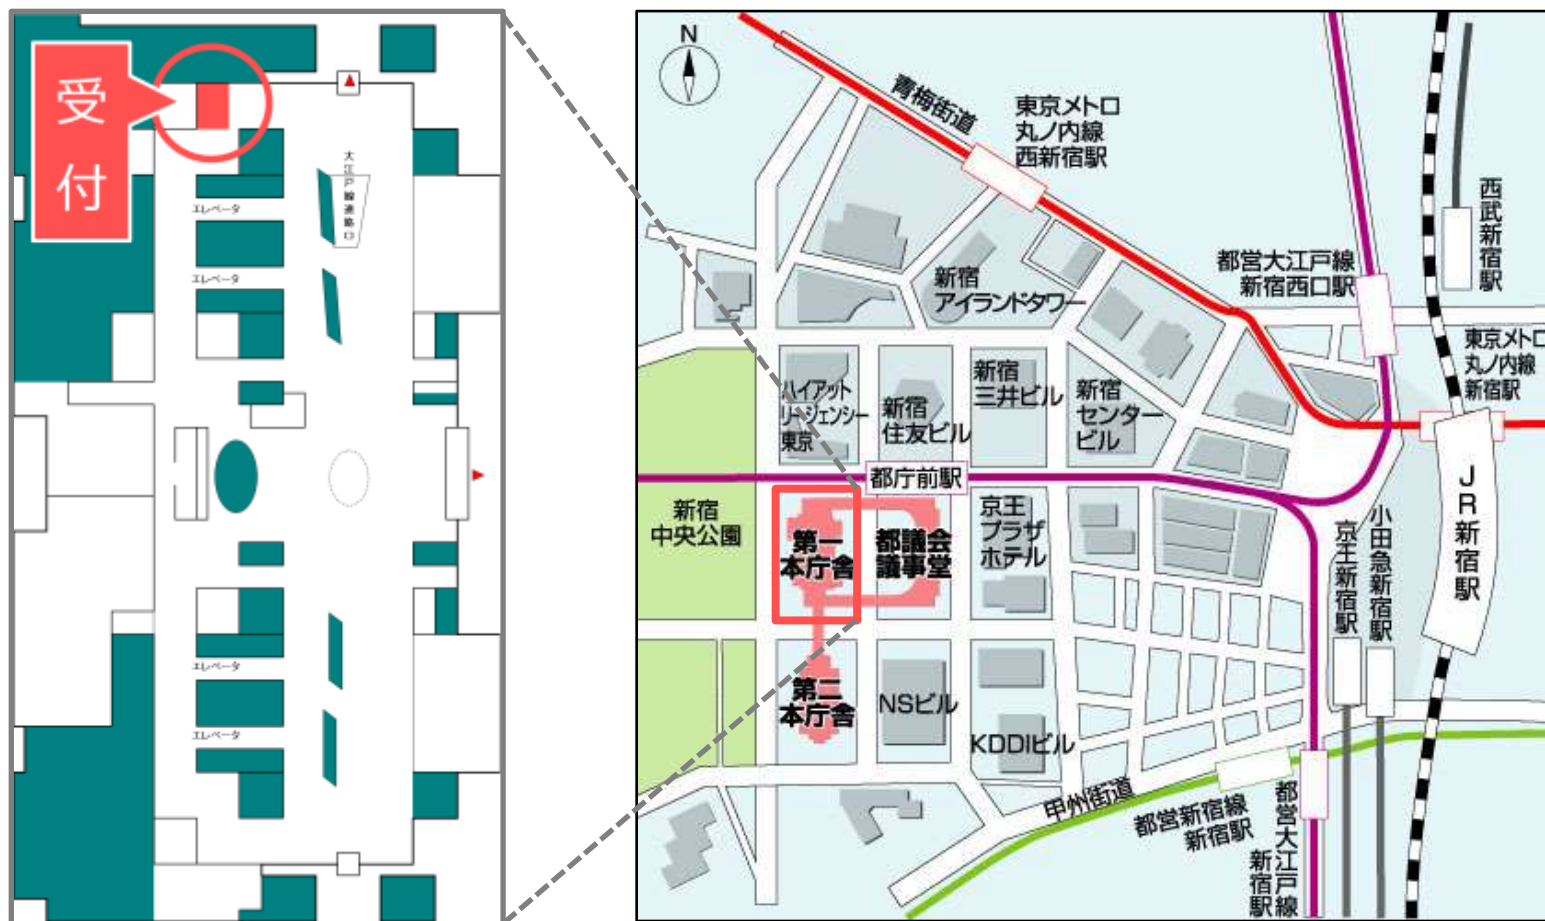 受
付
大江戸線連絡口
エレベータ
エレベータ
エレベータ
エレベータ
N
青梅街道
東京メトロ
丸ノ内線
西新宿駅
西武新宿駅
都営大江戸線
新宿西口駅
新宿
アイランドタワー
東京メトロ
丸ノ内線
新宿駅
ハイアット
リージェンシー
東京
新宿
住友ビル
新宿
三井ビル
新宿
センター
ビル
都庁前駅
新宿
中央公園
第一
本庁舎
都議会
議事堂
京王
プラザ
ホテル
京王新宿駅
小田急新宿駅
JR新宿駅
第二
本庁舎
NSビル
KDDIビル
甲州街道
都営新宿線
新宿駅
都営大江戸線
新宿駅